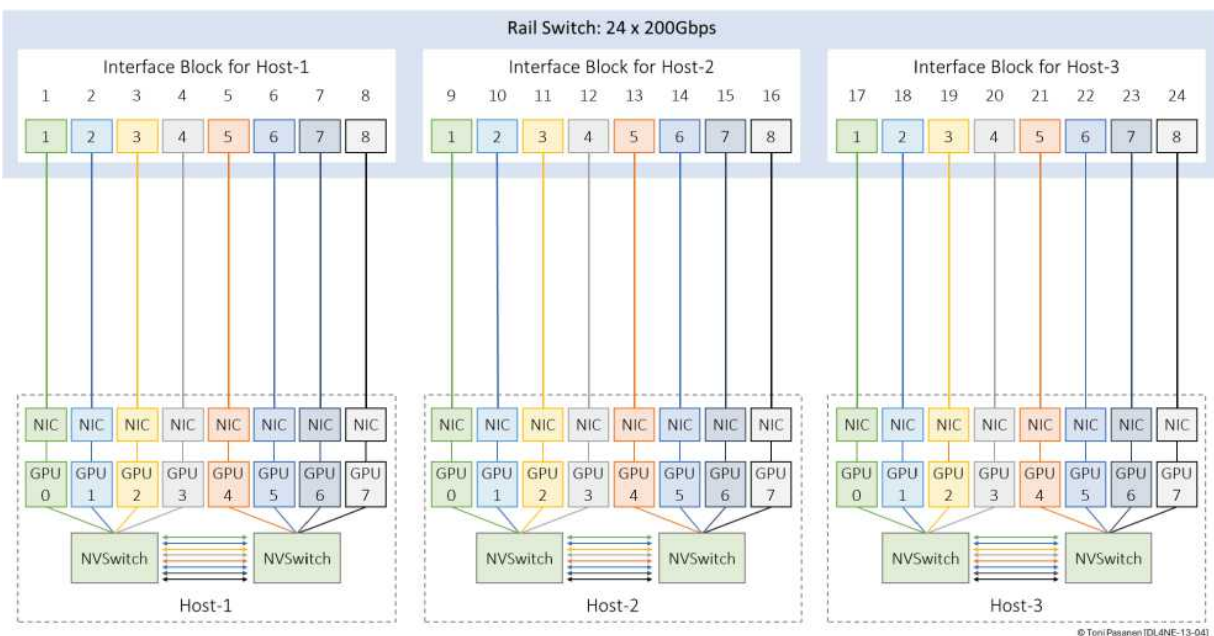 Rail Switch: 24 x 200Gbps
Interface Block for Host-1 Interface Block for Host-2 Interface Block for Host-3
1 2 3 4 5 6 7 8 9 10 11 12 13 14 15 16 17 18 19 20 21 22 23 24
1 2 3 4 5 6 7 8 1 2 3 4 5 6 7 8 1 2 3 4 5 6 7 8
NIC NIC NIC NIC NIC NIC NIC NIC NIC NIC NIC NIC NIC NIC NIC NIC NIC NIC NIC NIC NIC NIC NIC NIC
GPU GPU GPU GPU GPU GPU GPU GPU GPU GPU GPU GPU GPU GPU GPU GPU GPU GPU GPU GPU GPU GPU GPU GPU
0 1 2 3 4 5 6 7 0 1 2 3 4 5 6 7 0 1 2 3 4 5 6 7
NVSwitch NVSwitch NVSwitch NVSwitch NVSwitch NVSwitch
Host-1 Host-2 Host-3
© Toni Pasanen [DL4NE-13-04]